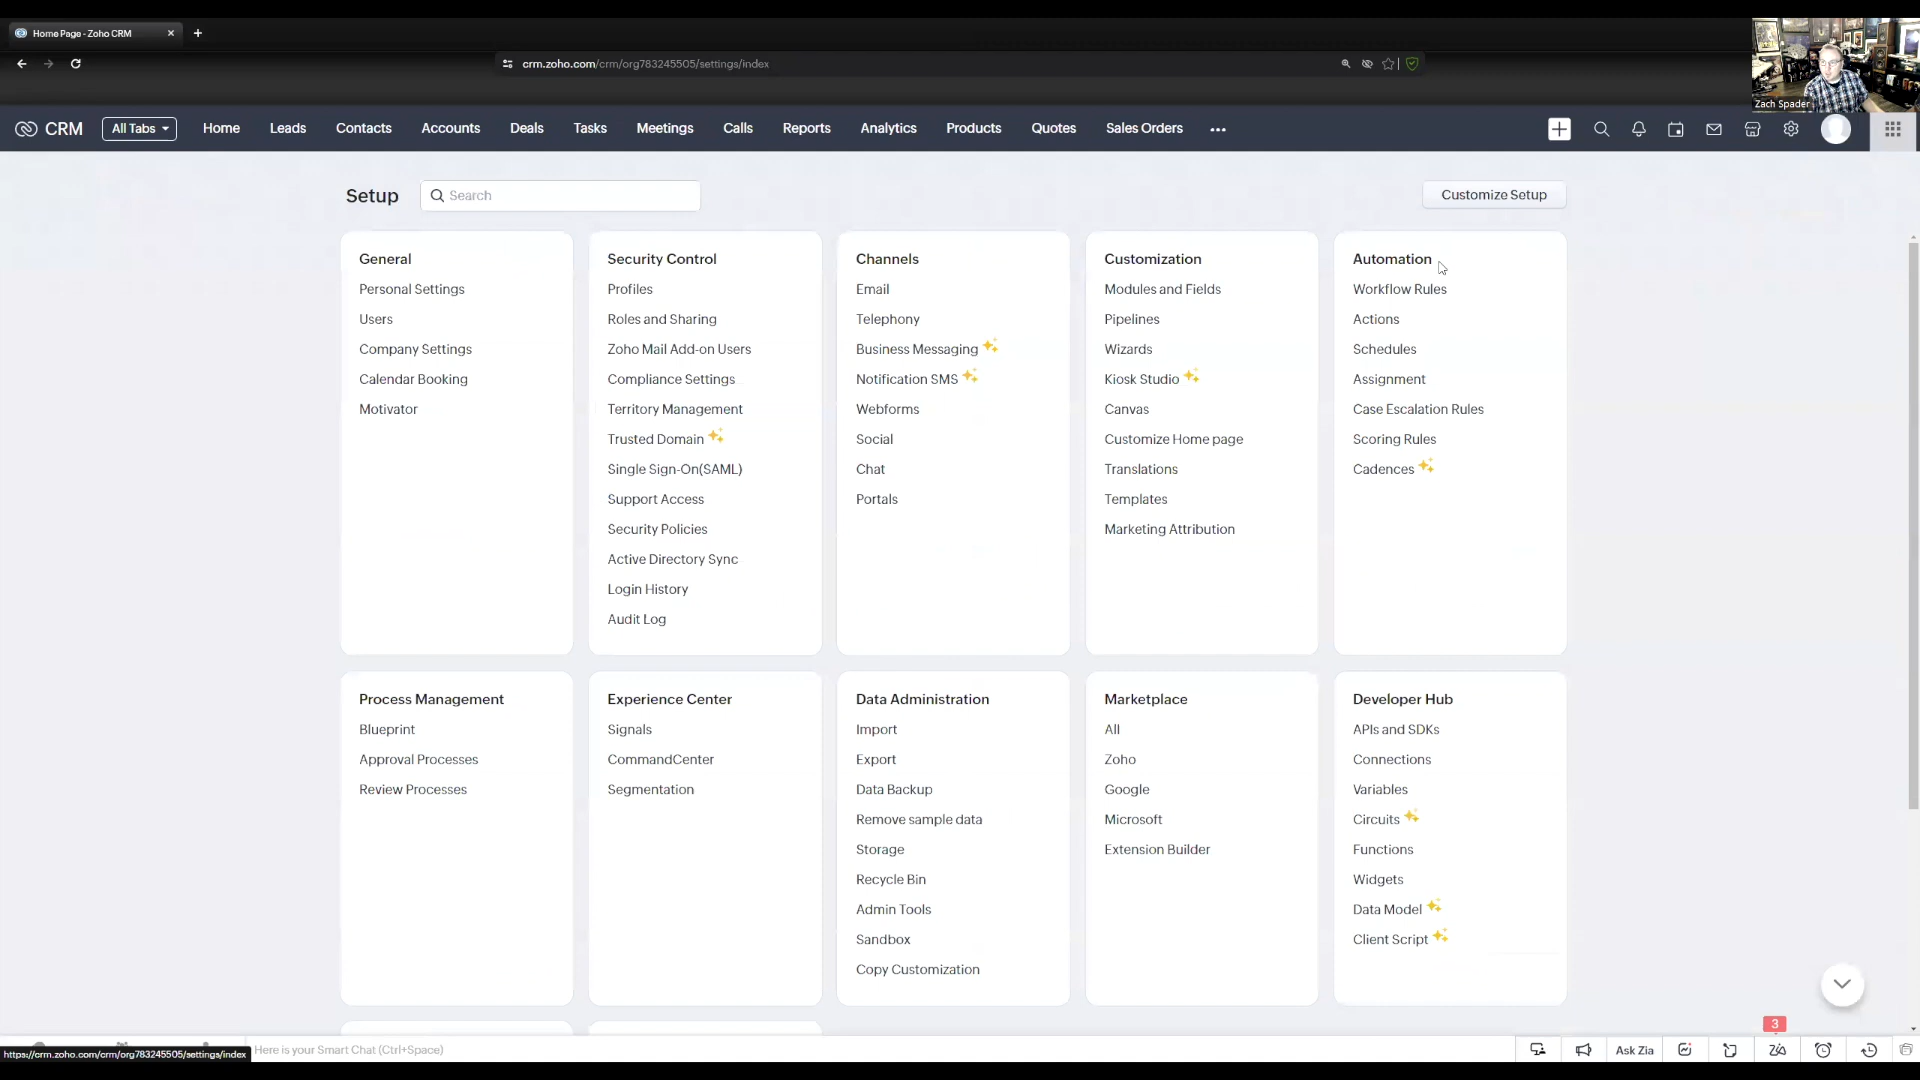 Home Page - Zoho CRM
crm.zoho.com/crm/org783245505/settings/index
Zach Spader
CRM
All Tabs
Home
Leads
Contacts
Accounts
Deals
Tasks
Meetings
Calls
Reports
Analytics
Products
Quotes
Sales Orders
Setup
Search
Customize Setup
General
Personal Settings
Users
Company Settings
Calendar Booking
Motivator
Security Control
Profiles
Roles and Sharing
Zoho Mail Add-on Users
Compliance Settings
Territory Management
Trusted Domain
Single Sign-On(SAML)
Support Access
Security Policies
Active Directory Sync
Login History
Audit Log
Channels
Email
Telephony
Business Messaging
Notification SMS
Webforms
Social
Chat
Portals
Customization
Modules and Fields
Pipelines
Wizards
Kiosk Studio
Canvas
Customize Home page
Translations
Templates
Marketing Attribution
Automation
Workflow Rules
Actions
Schedules
Assignment
Case Escalation Rules
Scoring Rules
Cadences
Process Management
Blueprint
Approval Processes
Review Processes
Experience Center
Signals
CommandCenter
Segmentation
Data Administration
Import
Export
Data Backup
Remove sample data
Storage
Recycle Bin
Admin Tools
Sandbox
Copy Customization
Marketplace
All
Zoho
Google
Microsoft
Extension Builder
Developer Hub
APIs and SDKs
Connections
Variables
Circuits
Functions
Widgets
Data Model
Client Script
3
https://crm.zoho.com/crm/org783245505/settings/index
Here is your Smart Chat (Ctrl+Space)
Ask Zia